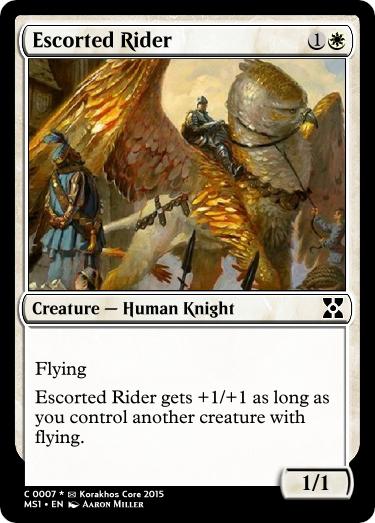 Escorted Rider 1
Creature — Human Knight
Flying
Escorted Rider gets +1/+1 as long as
you control another creature with
flying.
1/1
C 0007 * Korakhos Core 2015
MS1 • EN Aaron Miller